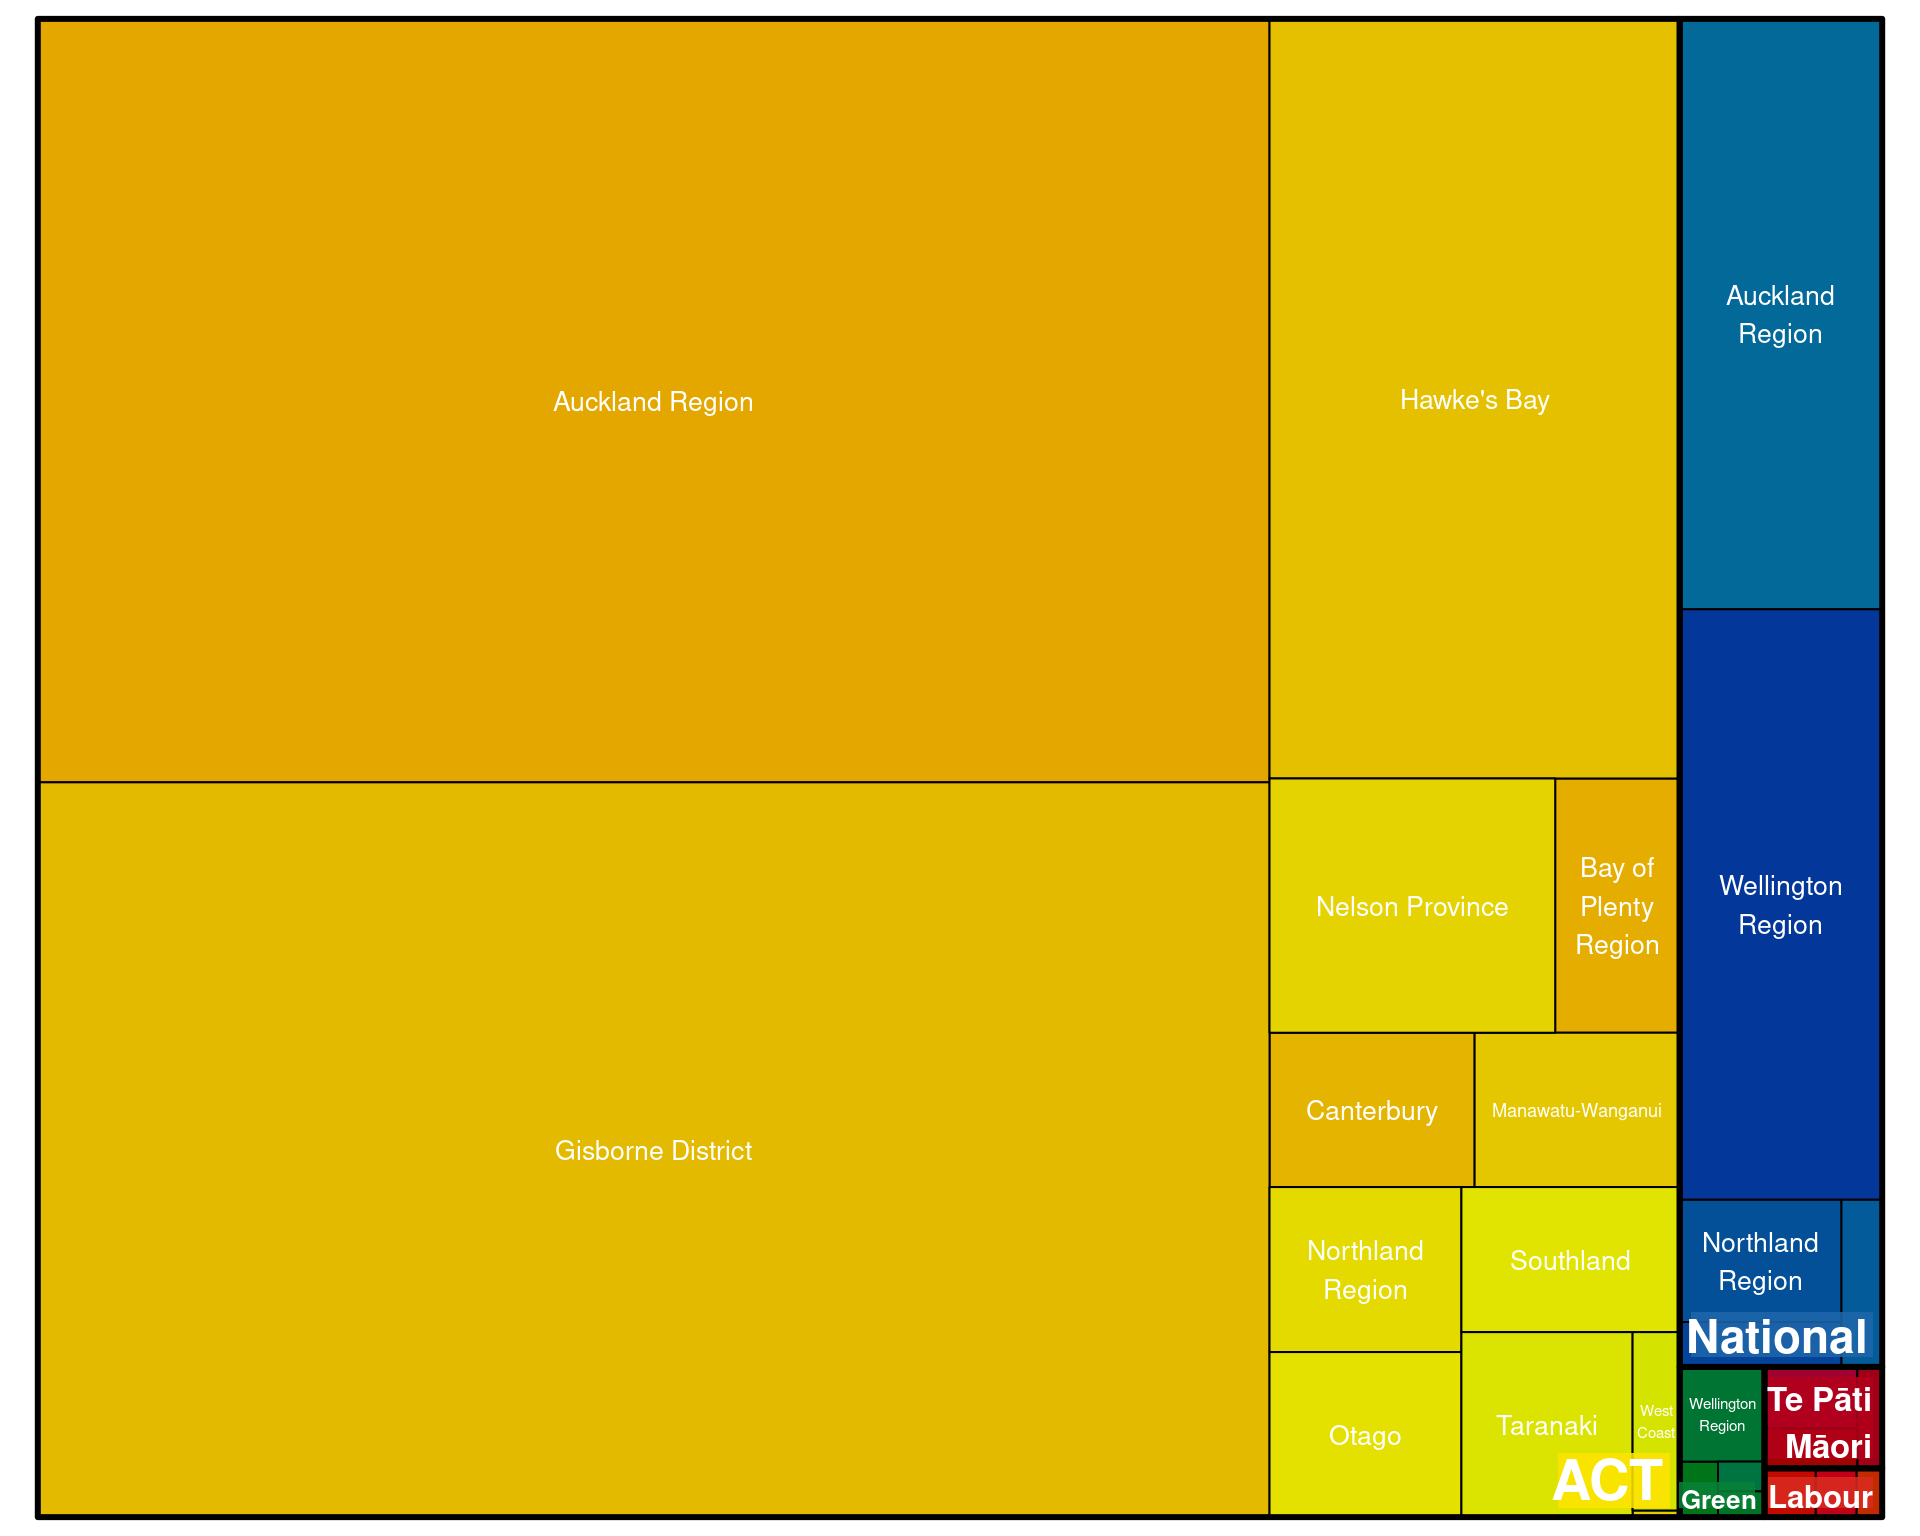 Auckland Region
Hawke's Bay
Auckland
Region
Gisborne District
Nelson Province
Bay of
Plenty
Region
Wellington
Region
Canterbury
Manawatu-Wanganui
Northland
Region
Southland
Otago
Taranaki
West
Coast
ACT
Northland
Region
National
Wellington
Region
Green
Te Pāti
Māori
Labour